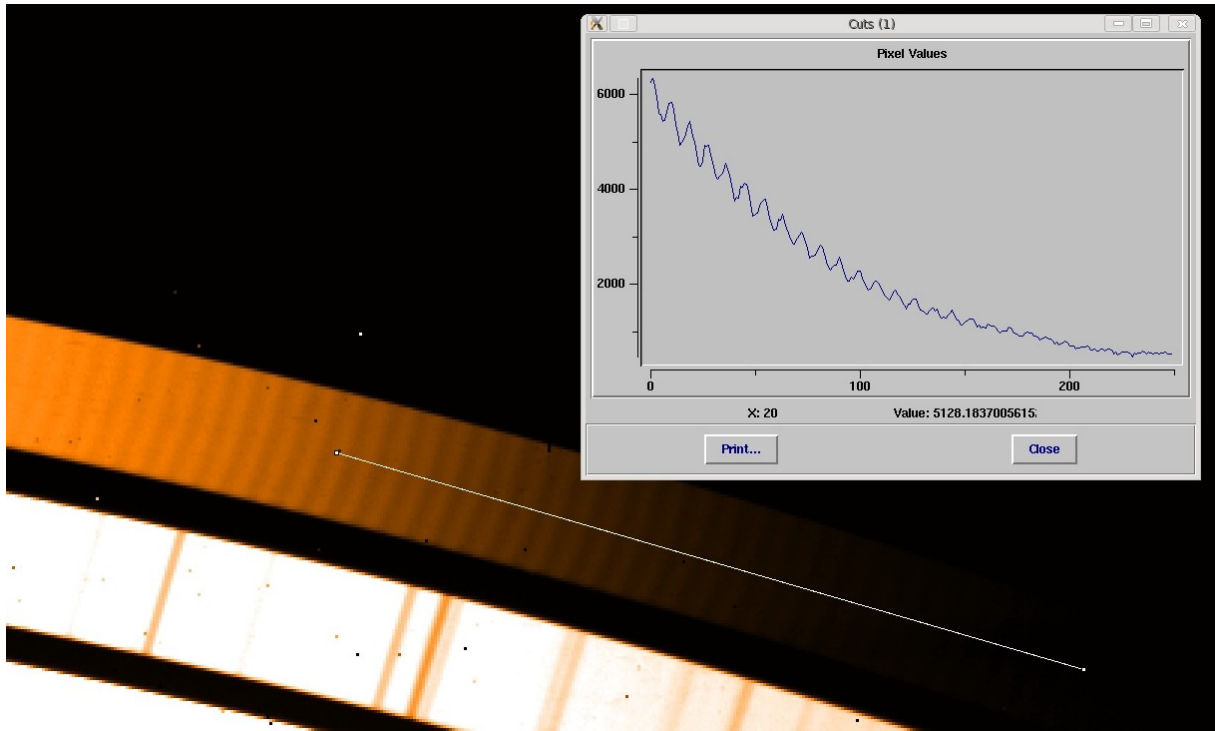 Cuts (1)
Pixel Values
6000
4000
2000
0 100 200
X: 20 Value: 5128.1837005615
Print... Close